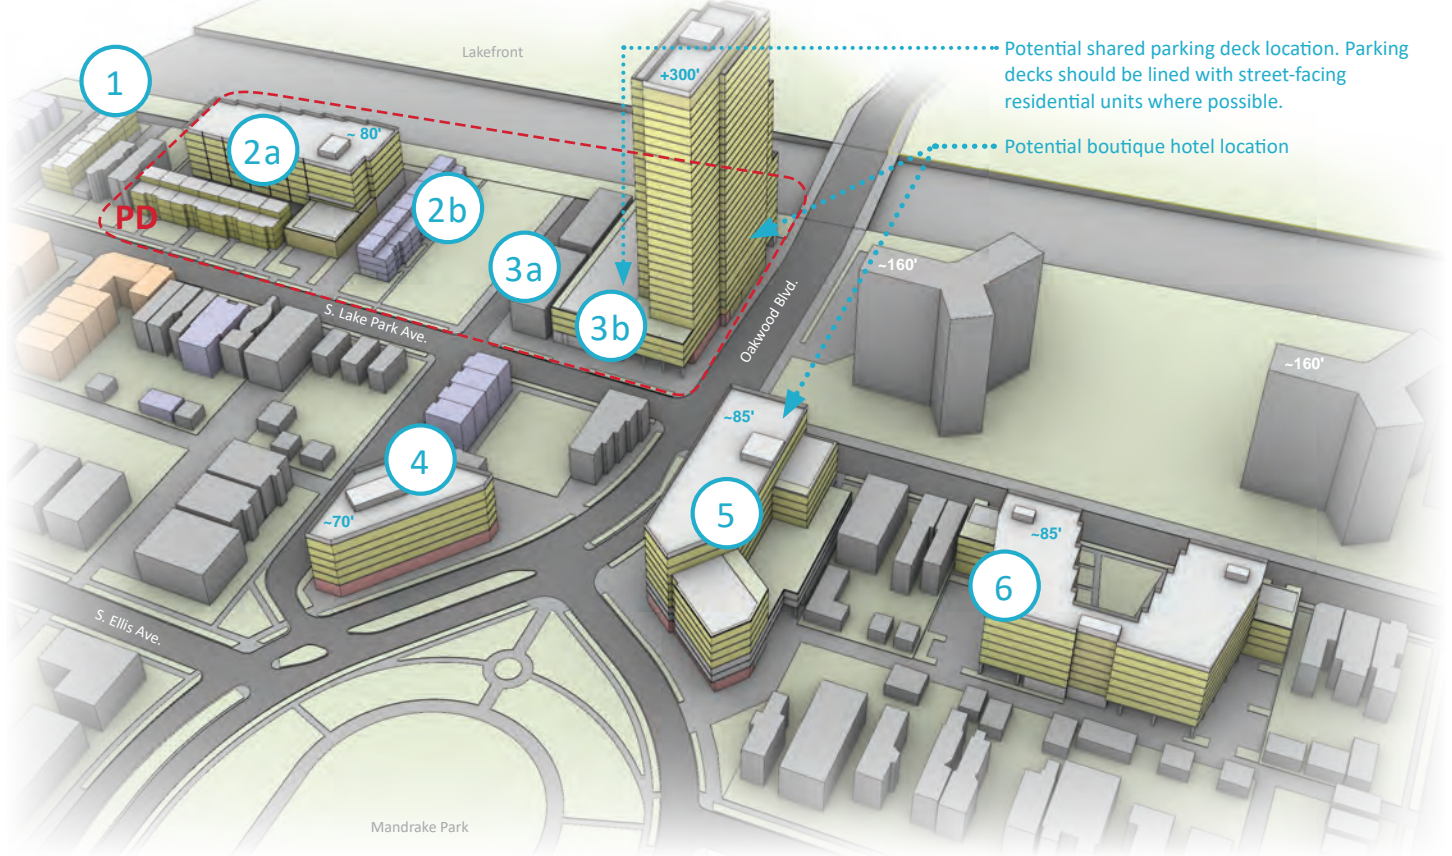 Lakefront
Potential shared parking deck location. Parking
decks should be lined with street-facing
residential units where possible.
Potential boutique hotel location
1
+300'
~ 80'
2a
2b
PD
3a
~160'
3b
S. Lake Park Ave.
Oakwood Blvd.
~160'
~85'
4
5
~70'
~85'
6
S. Ellis Ave.
Mandrake Park